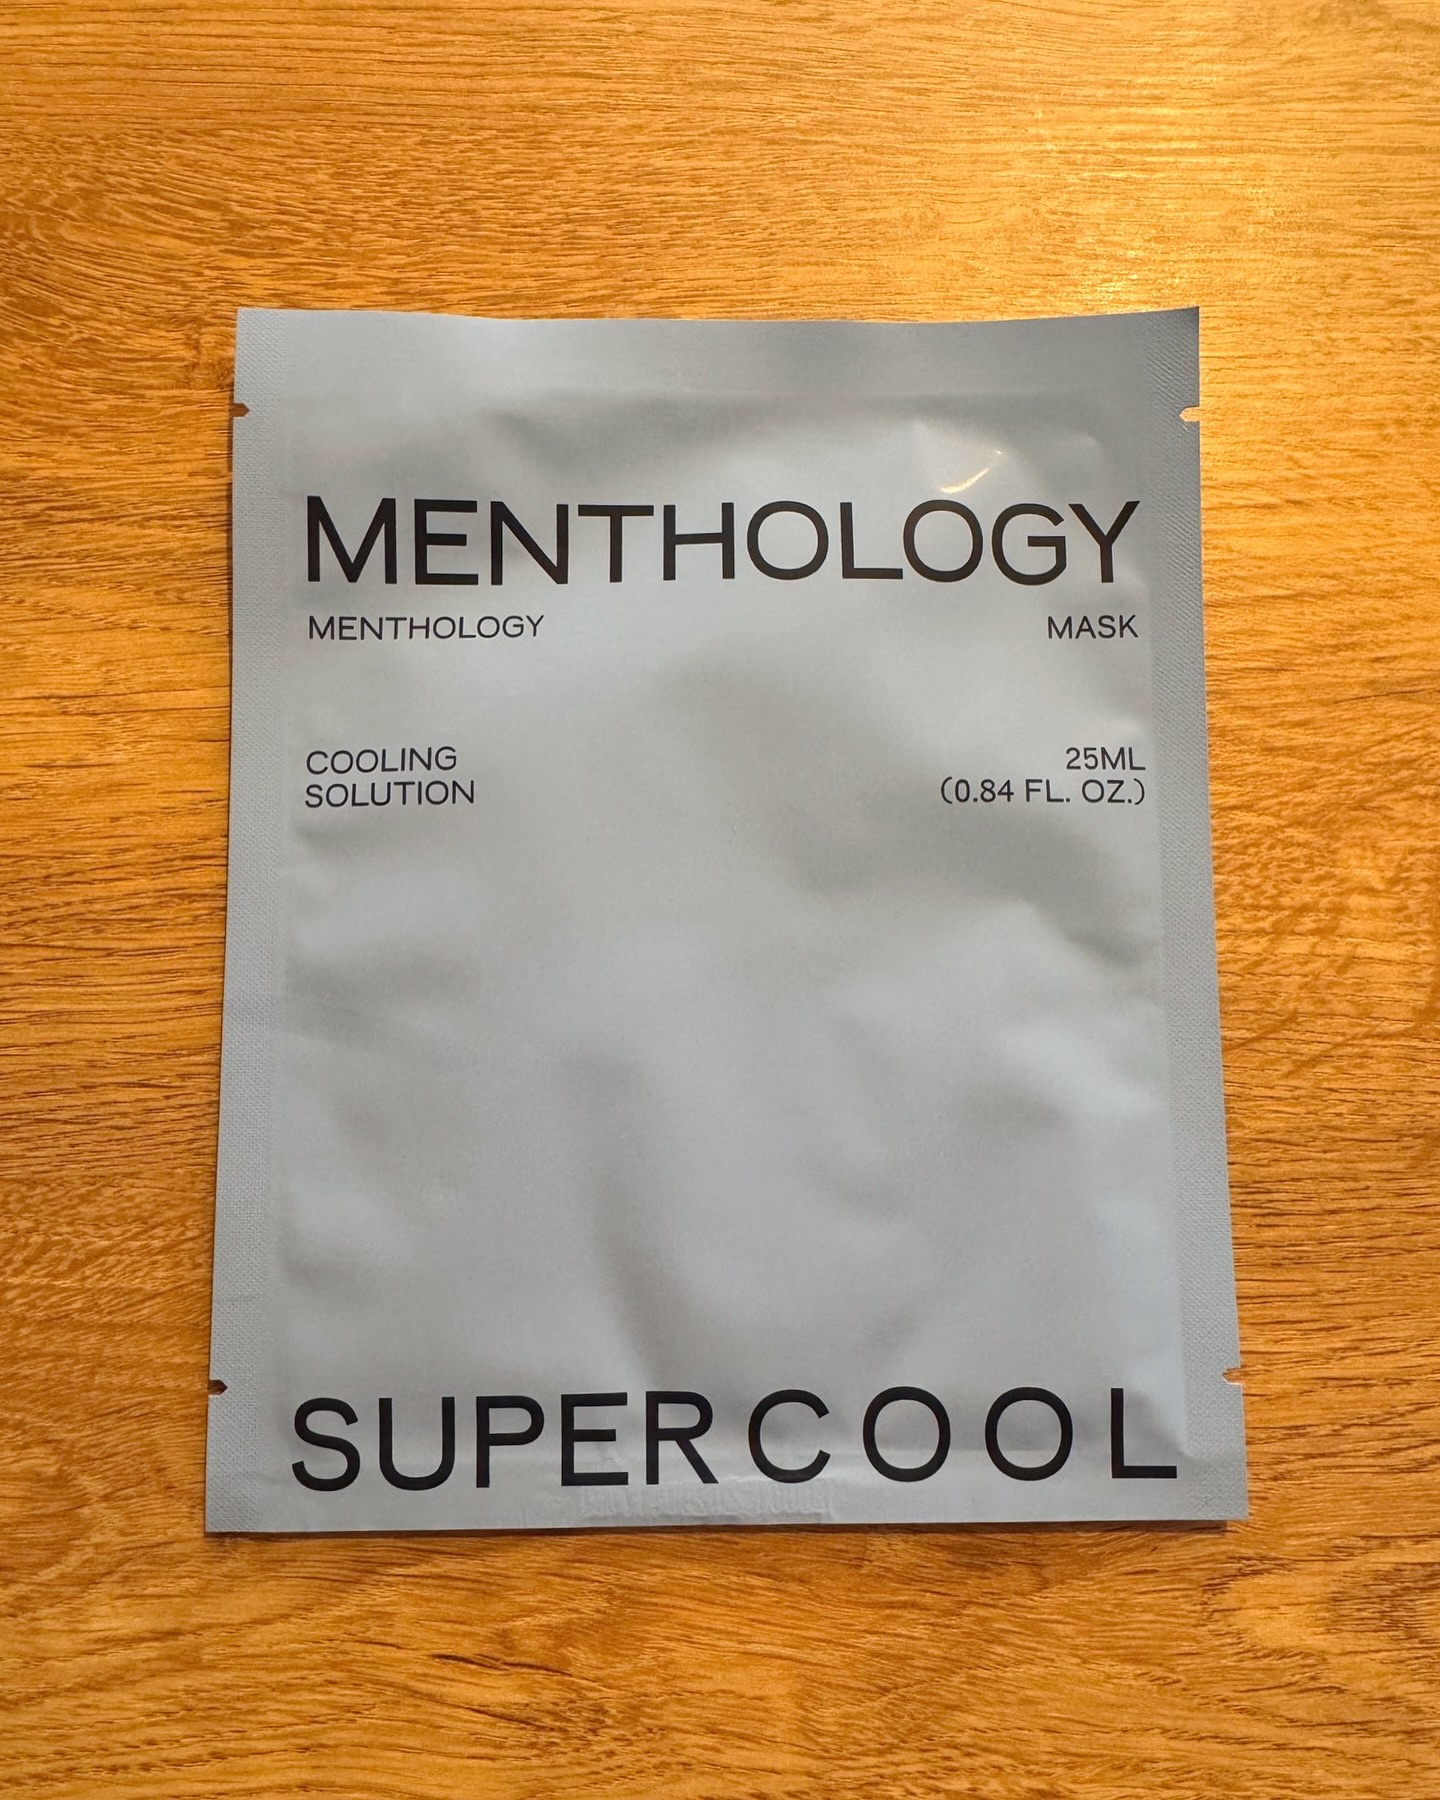 MENTHOLOGY
MENTHOLOGY MASK
COOLING 25ML
SOLUTION (0.84 FL. OZ.)
SUPERCOOL